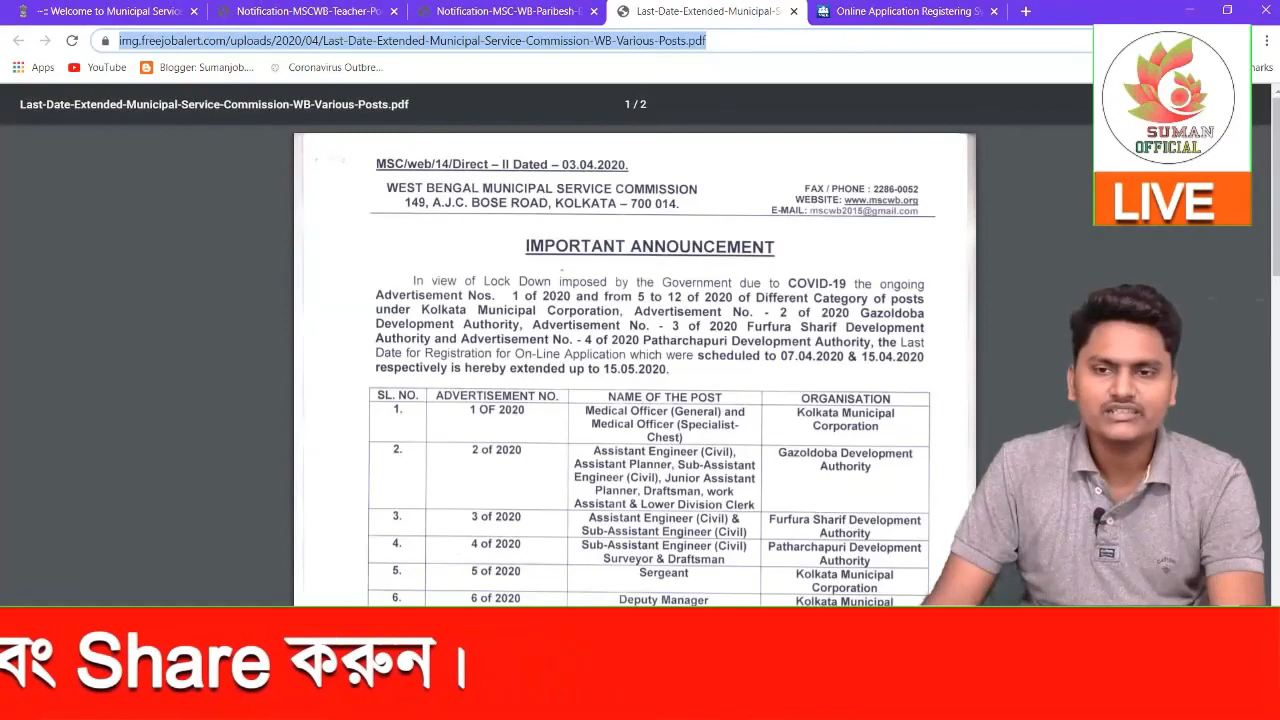 -:: Welcome to Municipal Service
Notification-MSCWB-Teacher-Po
Notification-MSC-WB-Paribesh-
Last-Date-Extended-Municipal-S
Online Application Registering S
img.freejobalert.com/uploads/2020/04/Last-Date-Extended-Municipal-Service-Commission-WB-Various-Posts.pdf
Apps
YouTube
Blogger: Sumanjob....
Coronavirus Outbre...
Last-Date-Extended-Municipal-Service-Commission-WB-Various-Posts.pdf
1 / 2
SUMAN
OFFICIAL
LIVE
MSC/web/14/Direct – II Dated – 03.04.2020.
WEST BENGAL MUNICIPAL SERVICE COMMISSION
149, A.J.C. BOSE ROAD, KOLKATA – 700 014.
FAX / PHONE : 2286-0052
WEBSITE: www.mscwb.org
E-MAIL: mscwb2015@gmail.com
IMPORTANT ANNOUNCEMENT
In view of Lock Down imposed by the Government due to COVID-19 the ongoing
Advertisement Nos. 1 of 2020 and from 5 to 12 of 2020 of Different Category of posts
under Kolkata Municipal Corporation, Advertisement No. - 2 of 2020 Gazoldoba
Development Authority, Advertisement No. - 3 of 2020 Furfura Sharif Development
Authority and Advertisement No. - 4 of 2020 Patharchapuri Development Authority, the Last
Date for Registration for On-Line Application which were scheduled to 07.04.2020 & 15.04.2020
respectively is hereby extended up to 15.05.2020.
SL. NO. ADVERTISEMENT NO. NAME OF THE POST ORGANISATION
1. 1 OF 2020 Medical Officer (General) and Kolkata Municipal
Medical Officer (Specialist- Corporation
Chest)
2. 2 of 2020 Assistant Engineer (Civil), Gazoldoba Development
Assistant Planner, Sub-Assistant Authority
Engineer (Civil), Junior Assistant
Planner, Draftsman, work
Assistant & Lower Division Clerk
3. 3 of 2020 Assistant Engineer (Civil) & Furfura Sharif Development
Sub-Assistant Engineer (Civil) Authority
4. 4 of 2020 Sub-Assistant Engineer (Civil) Patharchapuri Development
Surveyor & Draftsman Authority
5. 5 of 2020 Sergeant Kolkata Municipal
Corporation
6. 6 of 2020 Deputy Manager Kolkata Municipal
বং Share করুন।